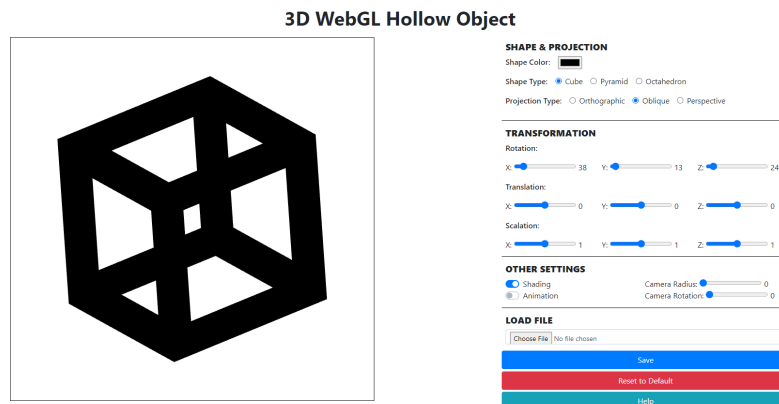 3D WebGL Hollow Object
SHAPE & PROJECTION
Shape Color:
Shape Type: Cube Pyramid Octahedron
Projection Type: Orthographic Oblique Perspective
TRANSFORMATION
Rotation:
X: 38 Y: 13 Z: 24
Translation:
X: 0 Y: 0 Z: 0
Scalation:
X: 1 Y: 1 Z: 1
OTHER SETTINGS
Shading Camera Radius: 0
Animation Camera Rotation: 0
LOAD FILE
Choose File No file chosen
Save
Reset to Default
Help